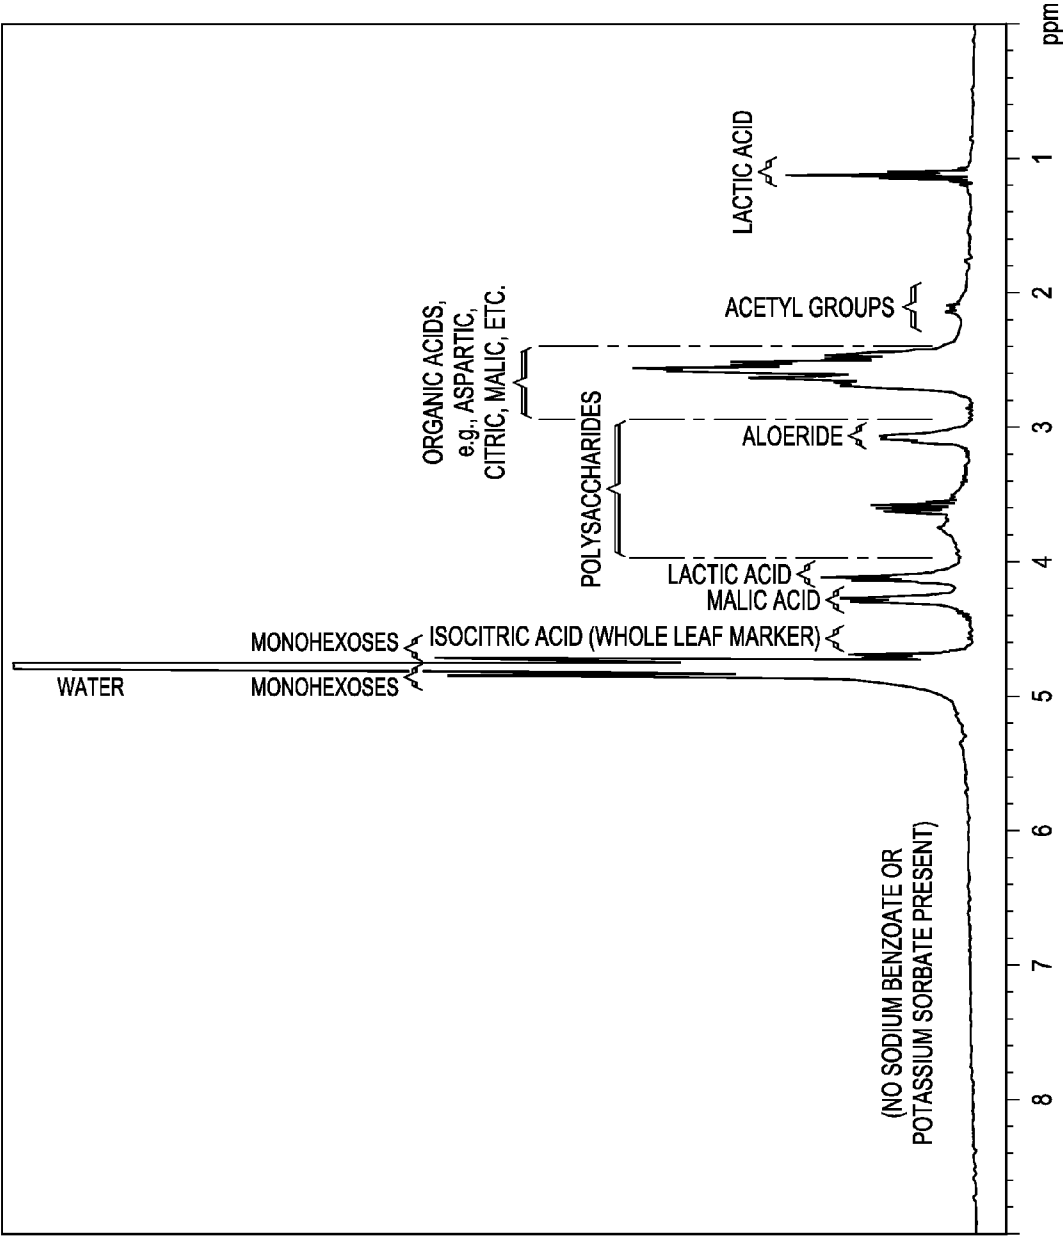 WATER
MONOHEXOSES
MONOHEXOSES
ISOCITRIC ACID (WHOLE LEAF MARKER)
MALIC ACID
LACTIC ACID
POLYSACCHARIDES
ORGANIC ACIDS,
e.g., ASPARTIC,
CITRIC, MALIC, ETC.
ALOERIDE
ACETYL GROUPS
LACTIC ACID
(NO SODIUM BENZOATE OR
POTASSIUM SORBATE PRESENT)
8
7
6
5
4
3
2
1
ppm